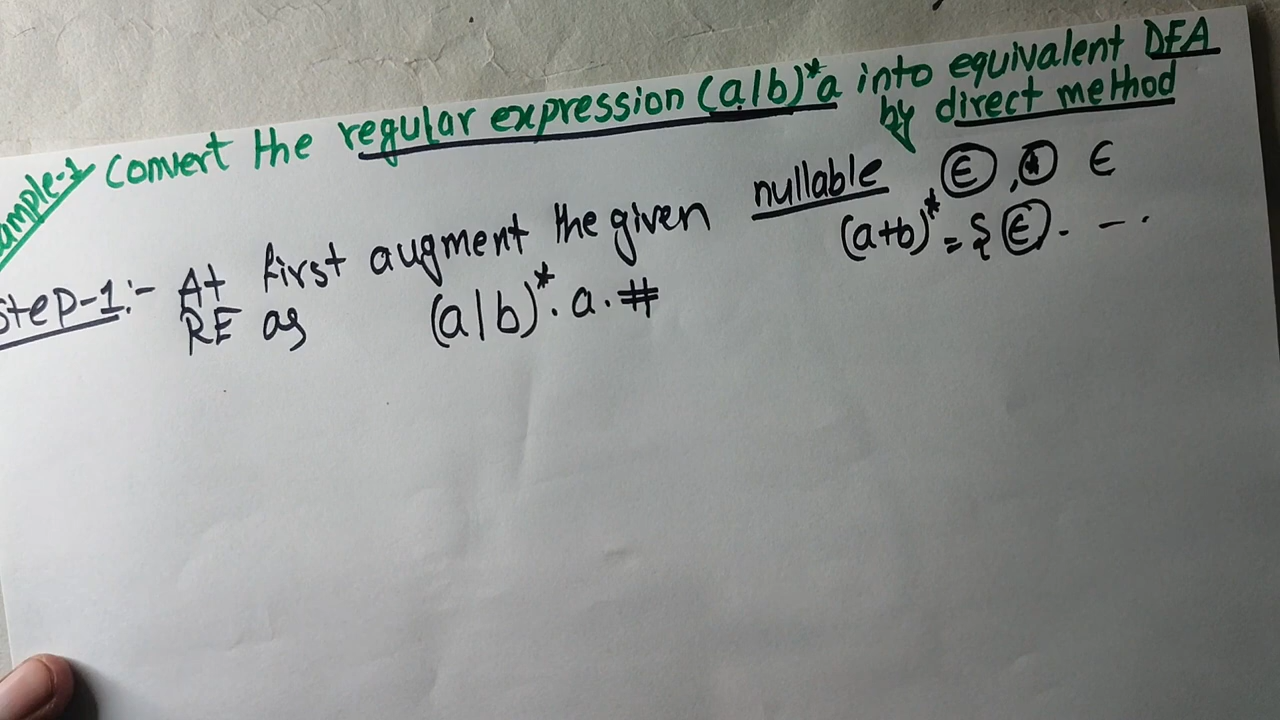 ample-1 Convert the regular expression (a|b)*a into equivalent DFA
by direct method
nullable ϵ, * ϵ
(a+b)* = { ϵ. - - .
Step-1:- At first augment the given
RE as (a|b)*.a.#